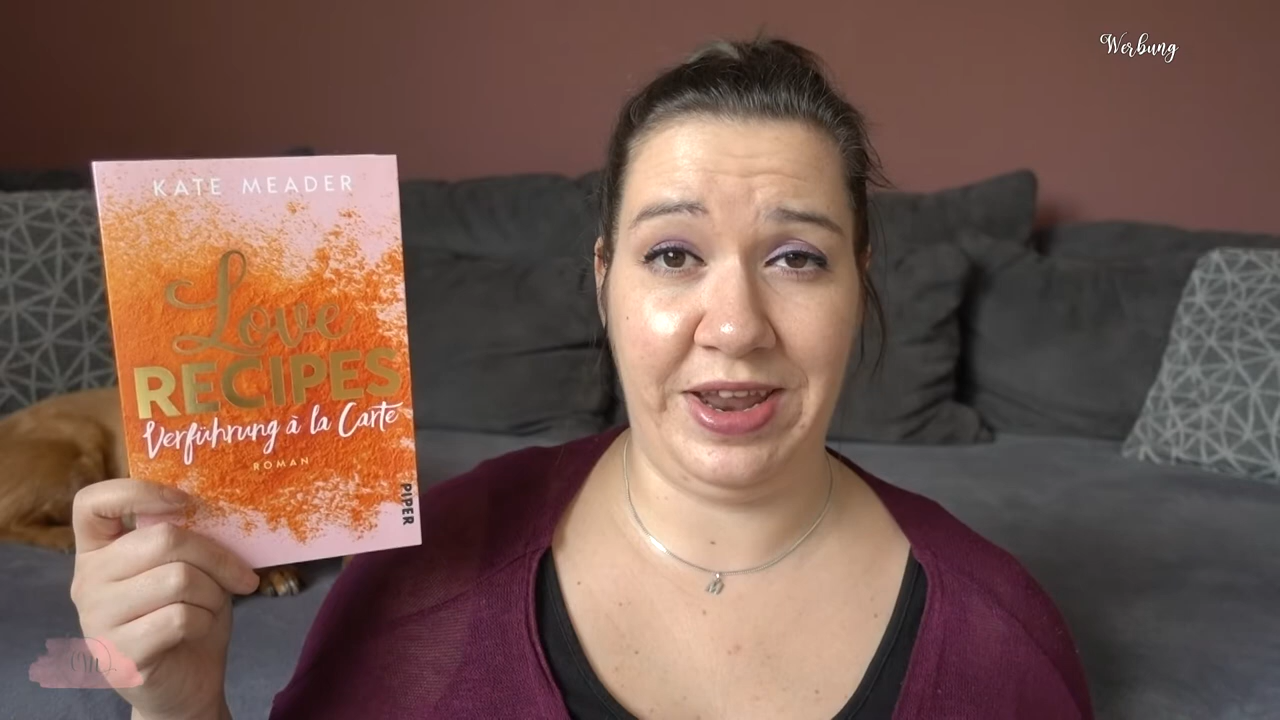 Werbung
KATE MEADER
Love
RECIPES
Verführung à la Carte
ROMAN
PIPER
M